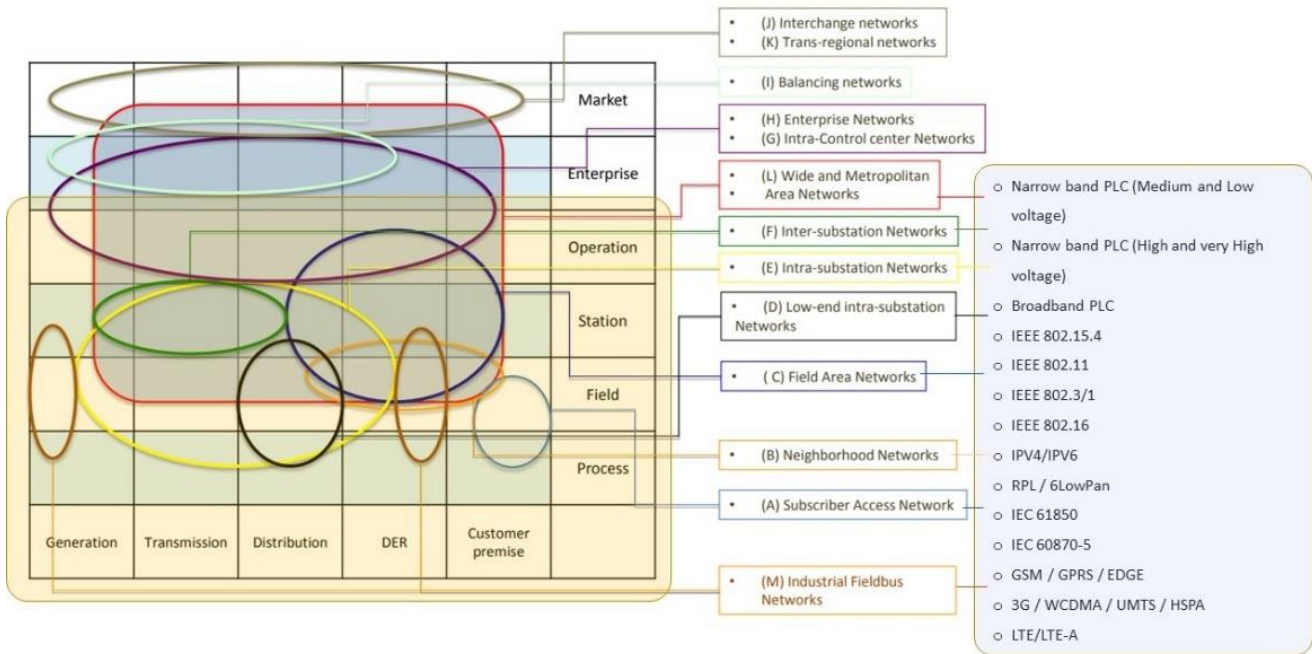 • (J) Interchange networks
• (K) Trans-regional networks
• (I) Balancing networks
• (H) Enterprise Networks
• (G) Intra-Control center Networks
• (L) Wide and Metropolitan
• Area Networks
• (F) Inter-substation Networks
• (E) Intra-substation Networks
• (D) Low-end intra-substation
Networks
• ( C) Field Area Networks
• (B) Neighborhood Networks
• (A) Subscriber Access Network
• (M) Industrial Fieldbus
Networks
Market
Enterprise
Operation
Station
Field
Process
Generation
Transmission
Distribution
DER
Customer
premise
o Narrow band PLC (Medium and Low
voltage)
o Narrow band PLC (High and very High
voltage)
o Broadband PLC
o IEEE 802.15.4
o IEEE 802.11
o IEEE 802.3/1
o IEEE 802.16
o IPV4/IPV6
o RPL / 6LowPan
o IEC 61850
o IEC 60870-5
o GSM / GPRS / EDGE
o 3G / WCDMA / UMTS / HSPA
o LTE/LTE-A